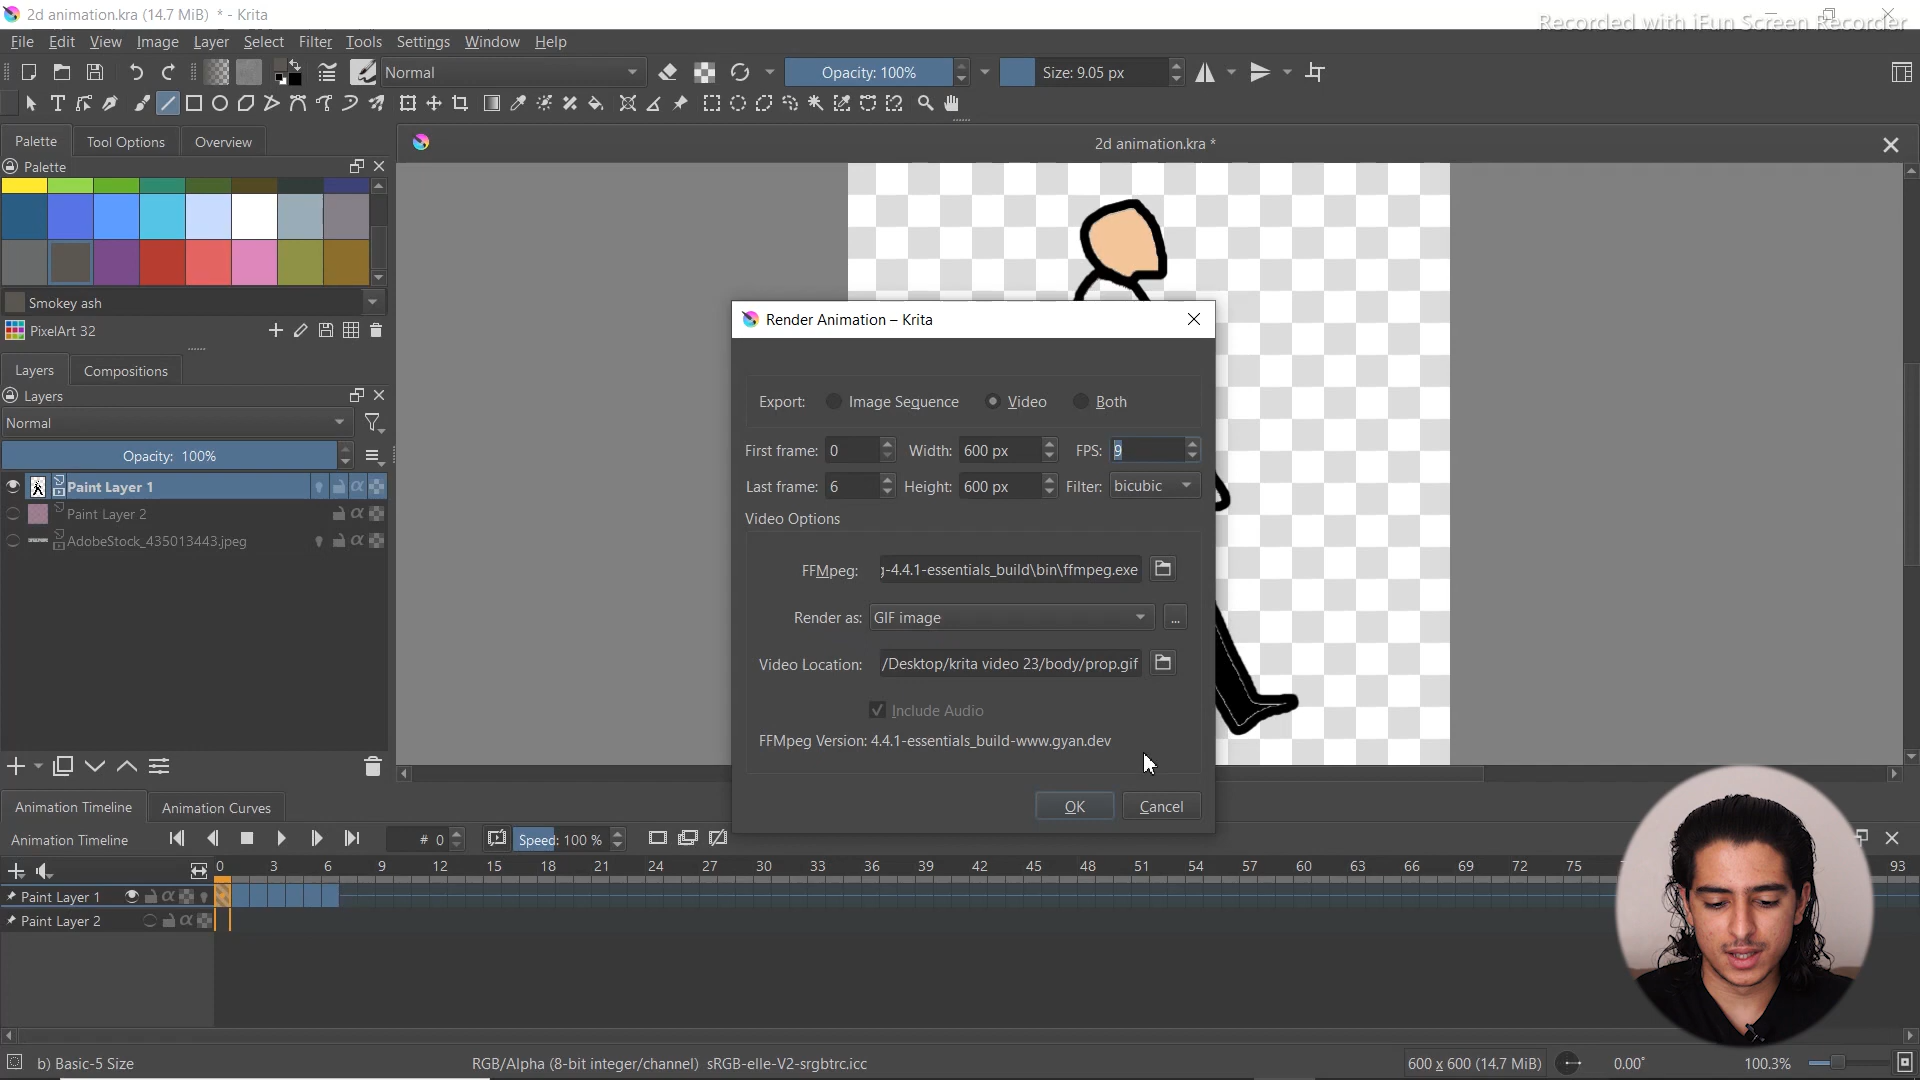 2d animation.kra (14.7 MiB) * - Krita
Recorded with iFun Screen Recorder
File Edit View Image Layer Select Filter Tools Settings Window Help
Normal Opacity: 100% Size: 9.05 px
Palette Tool Options Overview
2d animation.kra *
Palette
Smokey ash
PixelArt 32
Layers Compositions
Layers
Normal
Opacity: 100%
Paint Layer 1
Paint Layer 2
AdobeStock_435013443.jpeg
Render Animation – Krita
Export: Image Sequence Video Both
First frame: 0 Width: 600 px FPS: 9
Last frame: 6 Height: 600 px Filter: bicubic
Video Options
FFMpeg: g-4.4.1-essentials_build\bin\ffmpeg.exe
Render as: GIF image ...
Video Location: /Desktop/krita video 23/body/prop.gif
Include Audio
FFMpeg Version: 4.4.1-essentials_build-www.gyan.dev
OK Cancel
Animation Timeline Animation Curves
Animation Timeline # 0 Speed: 100 %
0 3 6 9 12 15 18 21 24 27 30 33 36 39 42 45 48 51 54 57 60 63 66 69 72 75 93
Paint Layer 1
Paint Layer 2
b) Basic-5 Size RGB/Alpha (8-bit integer/channel) sRGB-elle-V2-srgbtrc.icc 600 x 600 (14.7 MiB) 0.00° 100.3%